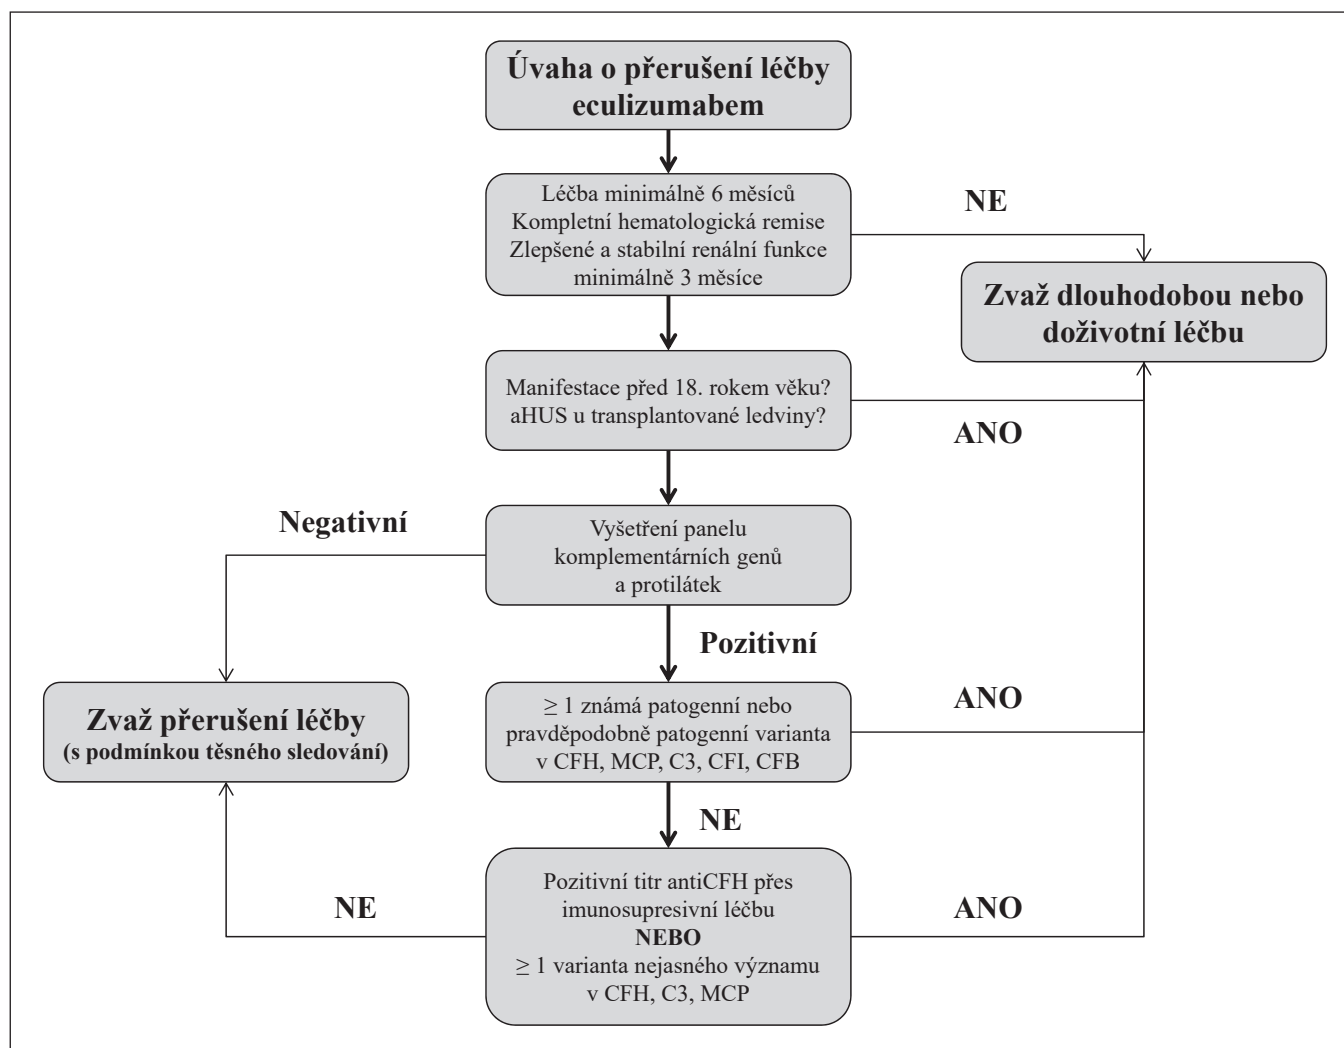 Úvaha o přerušení léčby
eculizumabem
Léčba minimálně 6 měsíců
Kompletní hematologická remise
Zlepšené a stabilní renální funkce
minimálně 3 měsíce
NE
Zvaž dlouhodobou nebo
doživotní léčbu
Manifestace před 18. rokem věku?
aHUS u transplantované ledviny?
ANO
Negativní
Vyšetření panelu
komplementárních genů
a protilátek
Pozitivní
Zvaž přerušení léčby
(s podmínkou těsného sledování)
≥ 1 známá patogenní nebo
pravděpodobně patogenní varianta
v CFH, MCP, C3, CFI, CFB
ANO
NE
NE
Pozitivní titr antiCFH přes
imunosupresivní léčbu
NEBO
≥ 1 varianta nejasného významu
v CFH, C3, MCP
ANO